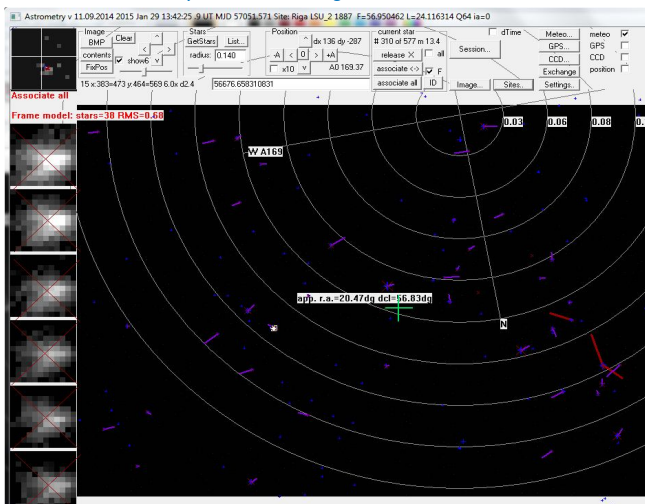 Astrometry v 11.09.2014 2015 Jan 29 13:42:25 .9 UT MJD 57051.571 Site: Riga LSU_2 1887 F=56.950462 L=24.116314 Q64 ia=0
Image
BMP
Clear
contents
show6
FixPos
Stars
GetStars
List...
radius:
0.140
Position
dx 136 dy -287
-A
<
0
>
+A
x10
A0 169.37
current star
# 310 of 577 m 13.4
release X
all
associate <·>
F
associate all
ID
dTime
Session...
Image...
Sites..
Meteo...
GPS...
CCD...
Exchange
Settings..
meteo
GPS
CCD
position
15 x:383=473 y:464=569 6.0x d2.4
56676.658310831
Associate all
Frame model: stars=38 RMS=0.68
0.03
0.06
0.08
0.
W A169
app. r.a.=20.47dg dcl=56.83dg
N